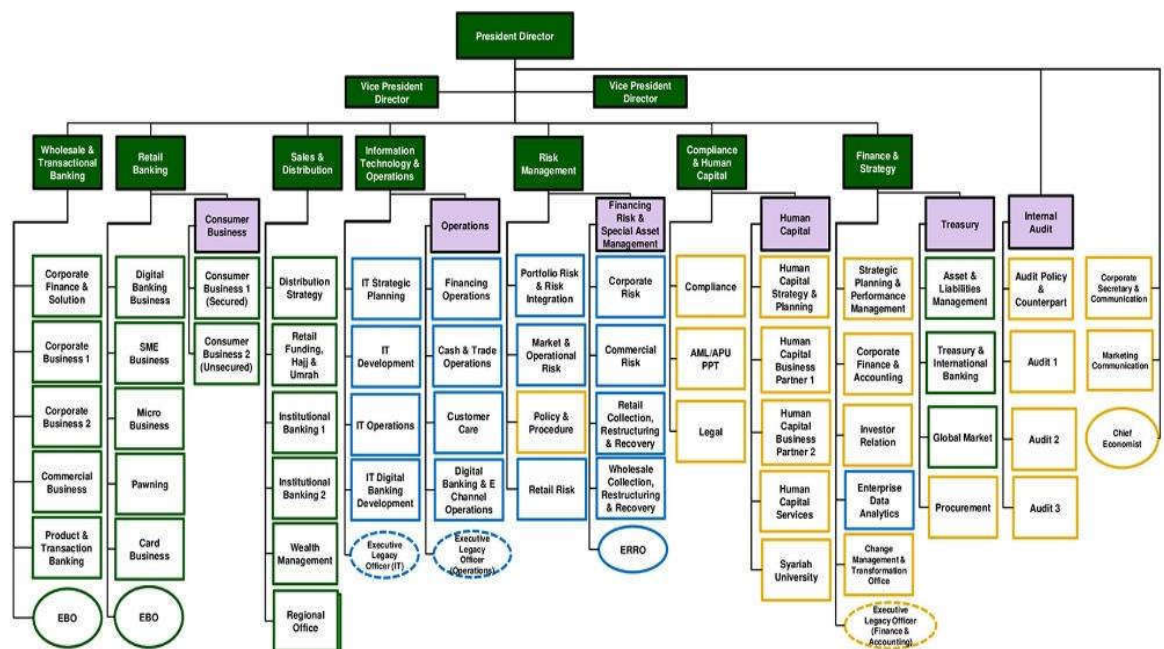 President Director
Vice President
Director
Vice President
Director
Wholesale &
Transactional
Banking
Retail
Banking
Sales &
Distribution
Information
Technology &
Operations
Risk
Management
Compliance
& Human
Capital
Finance &
Strategy
Consumer
Business
Operations
Financing
Risk &
Special Asset
Management
Human
Capital
Treasury
Internal
Audit
Corporate
Finance &
Solution
Corporate
Business 1
Corporate
Business 2
Commercial
Business
Product &
Transaction
Banking
EBO
Digital
Banking
Business
SME
Business
Micro
Business
Pawning
Card
Business
EBO
Consumer
Business 1
(Secured)
Consumer
Business 2
(Unsecured)
Distribution
Strategy
Retail
Funding,
Hajj &
Umrah
Institutional
Banking 1
Institutional
Banking 2
Wealth
Management
Regional
Office
IT Strategic
Planning
IT
Development
IT Operations
IT Digital
Banking
Development
Executive
Legacy
Officer (IT)
Financing
Operations
Cash & Trade
Operations
Customer
Care
Digital
Banking & E
Channel
Operations
Executive
Legacy
Officer
(Operations)
Portfolio Risk
& Risk
Integration
Market &
Operational
Risk
Policy &
Procedure
Retail Risk
Corporate
Risk
Commercial
Risk
Retail
Collection,
Restructuring
& Recovery
Wholesale
Collection,
Restructuring
& Recovery
ERRO
Compliance
AML/APU
PPT
Legal
Human
Capital
Strategy &
Planning
Human
Capital
Business
Partner 1
Human
Capital
Business
Partner 2
Human
Capital
Services
Syariah
University
Strategic
Planning &
Performance
Management
Corporate
Finance &
Accounting
Investor
Relation
Enterprise
Data
Analytics
Change
Management &
Transformation
Office
Executive
Legacy Officer
(Finance &
Accounting)
Asset &
Liabilities
Management
Treasury &
International
Banking
Global Market
Procurement
Audit Policy
&
Counterpart
Audit 1
Audit 2
Audit 3
Corporate
Secretary &
Communication
Marketing
Communication
Chief
Economist